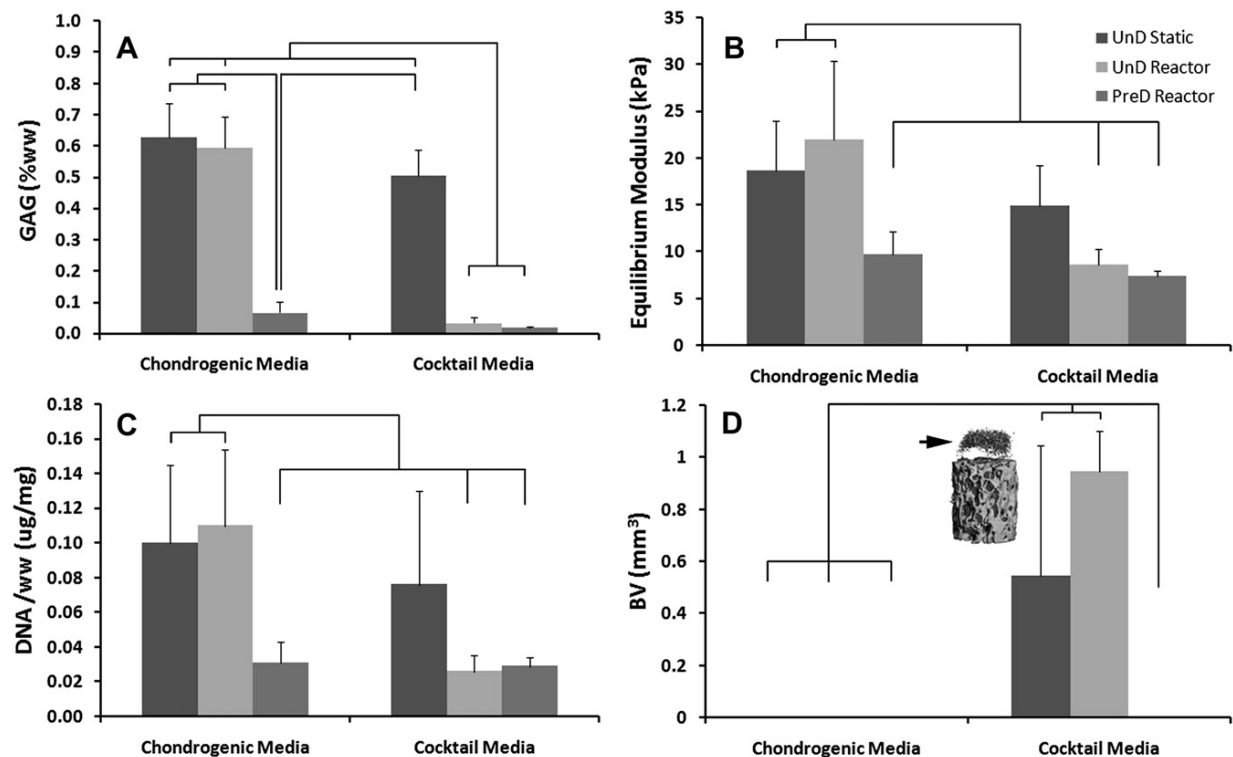 A
GAG (%ww)
1.0
0.9
0.8
0.7
0.6
0.5
0.4
0.3
0.2
0.1
0.0
Chondrogenic Media
Cocktail Media
B
Equilibrium Modulus (kPa)
35
30
25
20
15
10
5
0
UnD Static
UnD Reactor
PreD Reactor
Chondrogenic Media
Cocktail Media
C
DNA /ww (ug/mg)
0.18
0.16
0.14
0.12
0.10
0.08
0.06
0.04
0.02
0.00
Chondrogenic Media
Cocktail Media
D
BV (mm³)
1.2
1
0.8
0.6
0.4
0.2
0
Chondrogenic Media
Cocktail Media